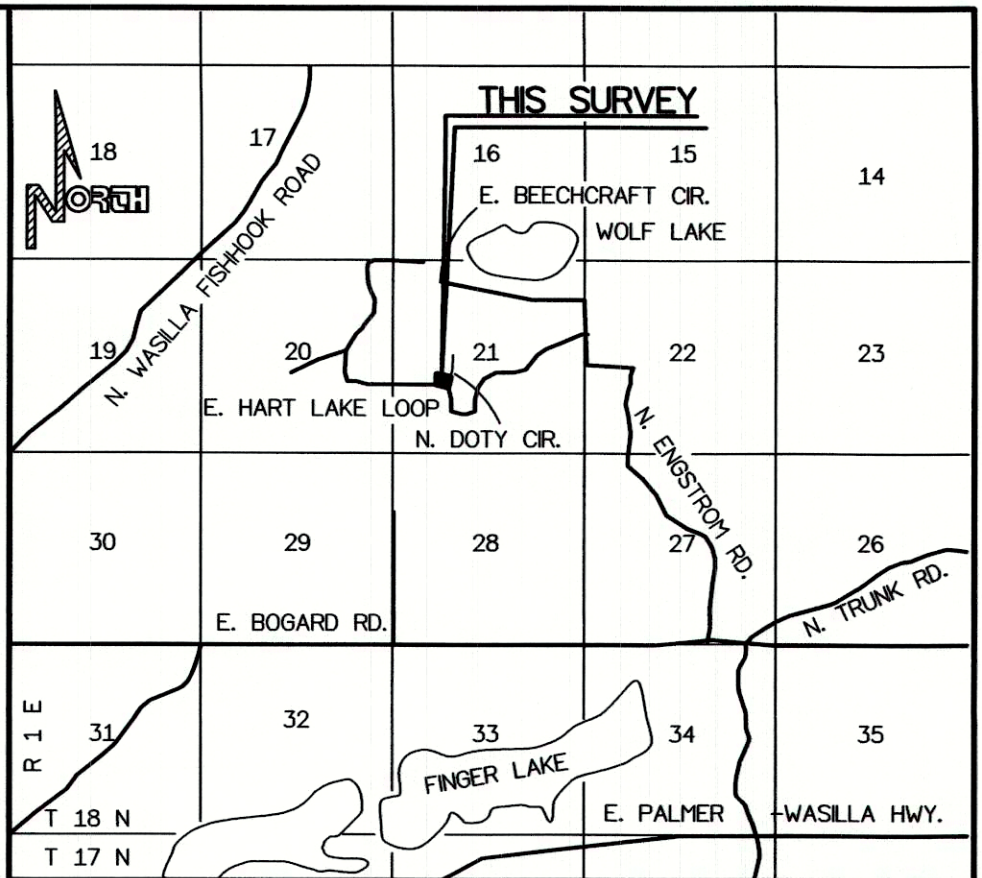 THIS SURVEY
NORTH
18
17
16
15
14
E. BEECHCRAFT CIR.
WOLF LAKE
N. WASILLA FISHHOOK ROAD
19
20
21
22
23
E. HART LAKE LOOP
N. DOTY CIR.
N. ENGSTROM RD.
30
29
28
27
26
N. TRUNK RD.
E. BOGARD RD.
R 1 E
31
32
33
34
35
FINGER LAKE
T 18 N
E. PALMER -WASILLA HWY.
T 17 N